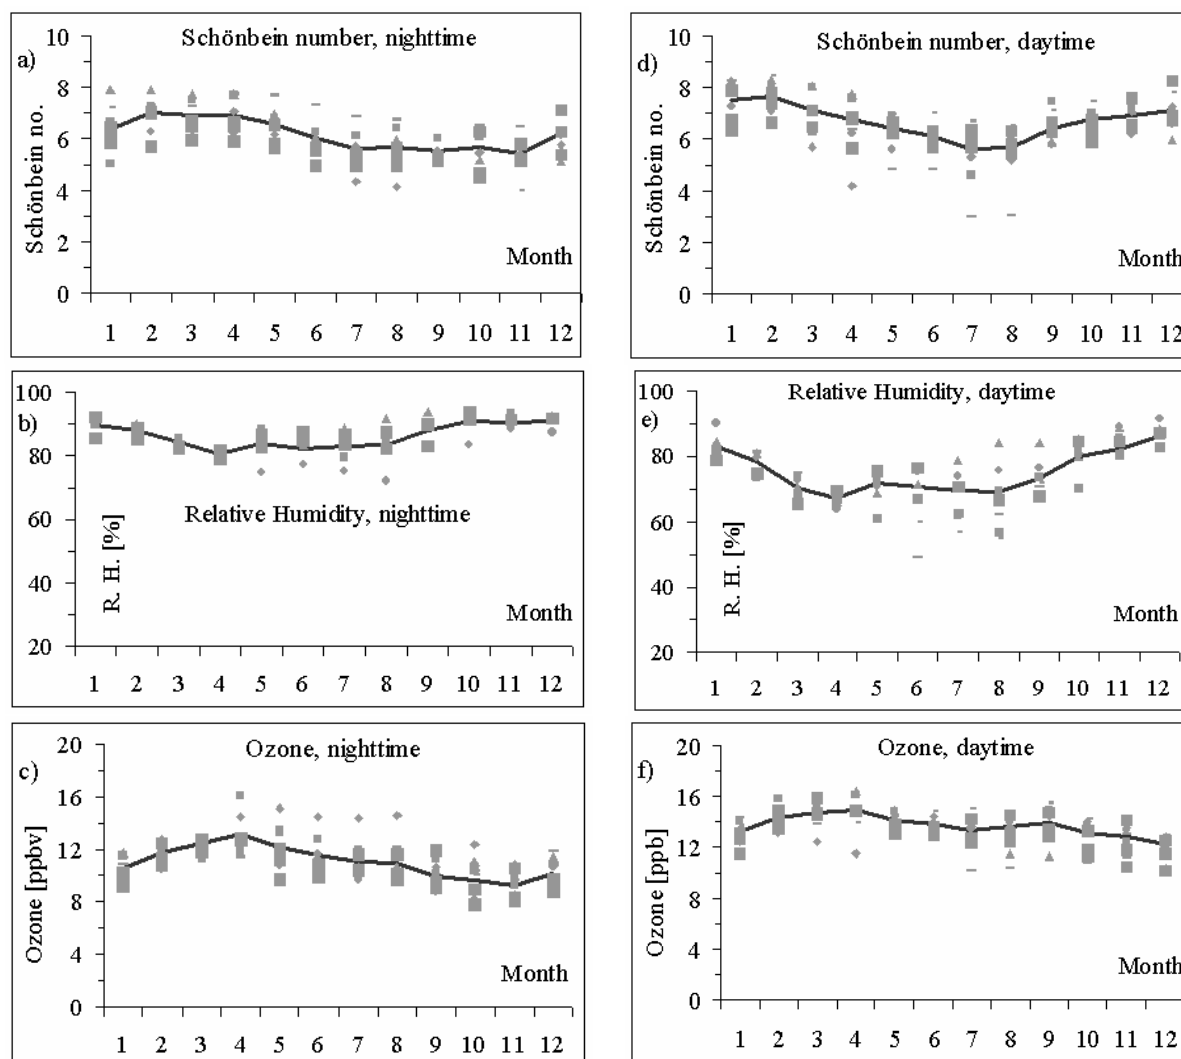 Schönbein number, nighttime
a)
Schönbein no.
10
8
6
4
2
0
Month
1 2 3 4 5 6 7 8 9 10 11 12
Schönbein number, daytime
d)
Schönbein no.
10
8
6
4
2
0
Month
1 2 3 4 5 6 7 8 9 10 11 12
b)
R. H. [%]
100
80
60
40
20
Relative Humidity, nighttime
Month
1 2 3 4 5 6 7 8 9 10 11 12
Relative Humidity, daytime
e)
R. H. [%]
100
80
60
40
20
Month
1 2 3 4 5 6 7 8 9 10 11 12
Ozone, nighttime
c)
Ozone [ppbv]
20
16
12
8
4
0
Month
1 2 3 4 5 6 7 8 9 10 11 12
Ozone, daytime
f)
Ozone [ppb]
20
16
12
8
4
0
Month
1 2 3 4 5 6 7 8 9 10 11 12